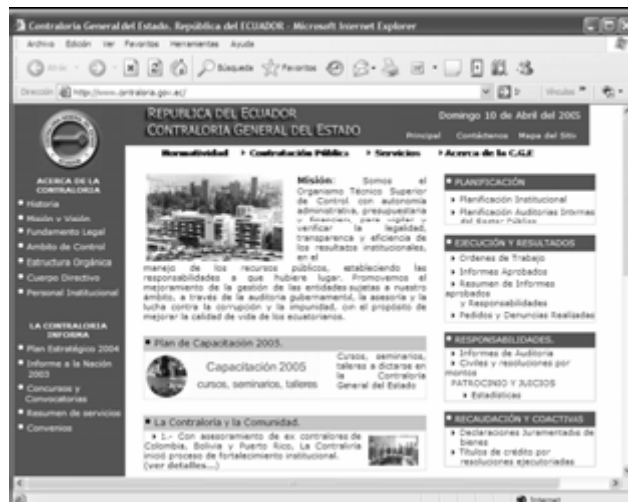 Contraloría General del Estado. República del ECUADOR - Microsoft Internet Explorer
Archivo Edición Ver Favoritos Herramientas Ayuda
Atrás Búsqueda Favoritos
Dirección http://www.contraloria.gov.ec/ Ir Vínculos
REPUBLICA DEL ECUADOR
CONTRALORIA GENERAL DEL ESTADO
Domingo 10 de Abril del 2005
Principal Contáctenos Mapa del Sitio
Normatividad Contratación Pública Servicios Acerca de la C.G.E
ACERCA DE LA
CONTRALORIA
Historia
Misión y Visión
Fundamento Legal
Ambito de Control
Estructura Orgánica
Cuerpo Directivo
Personal Institucional
LA CONTRALORIA
INFORMA
Plan Estratégico 2004
Informe a la Nación
2003
Concursos y
Convocatorias
Resumen de servicios
Convenios
Misión: Somos el
Organismo Técnico Superior
de Control con autonomía
administrativa, presupuestaria
y financiera, para vigilar y
verificar la legalidad,
transparencia y eficiencia de
los resultados institucionales,
en el
manejo de los recursos públicos, estableciendo las
responsabilidades a que hubiere lugar. Promovemos el
mejoramiento de la gestión de las entidades sujetas a nuestro
ámbito, a través de la auditoría gubernamental, la asesoría y la
lucha contra la corrupción y la impunidad, con el propósito de
mejorar la calidad de vida de los ecuatorianos.
Plan de Capacitación 2005.
Capacitación 2005
cursos, seminarios, talleres
Cursos, seminarios,
talleres a dictarse en
la Contraloría
General del Estado
La Contraloría y la Comunidad.
1.- Con asesoramiento de ex contralores de
Colombia, Bolivia y Puerto Rico, La Contraloría
inició proceso de fortalecimiento institucional.
(ver detalles...)
PLANIFICACIÓN
Planificación Institucional
Planificación Auditorias Internas
del Sector Público
EJECUCIÓN Y RESULTADOS
Ordenes de Trabajo
Informes Aprobados
Resumen de Informes
aprobados
y Responsabilidades
Pedidos y Denuncias Realizadas
RESPONSABILIDADES.
Informes de Auditoria
Civiles y resoluciones por
montos
PATROCINIO Y JUICIOS
Estadísticas
RECAUDACIÓN Y COACTIVAS
Declaraciones Juramentadas de
bienes
Títulos de crédito por
resoluciones ejecutoriadas
Internet